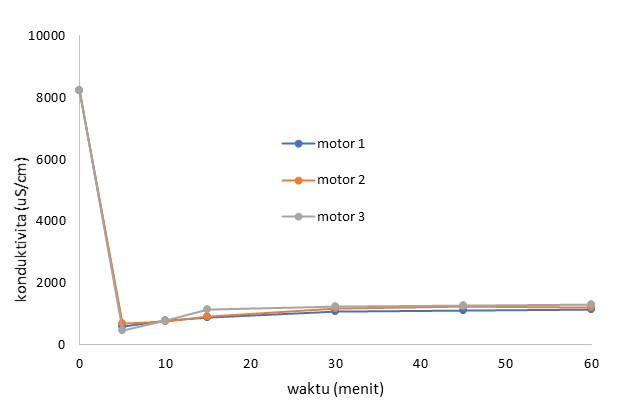 10000
8000
6000
4000
2000
0
konduktivita (uS/cm)
motor 1
motor 2
motor 3
0 10 20 30 40 50 60
waktu (menit)